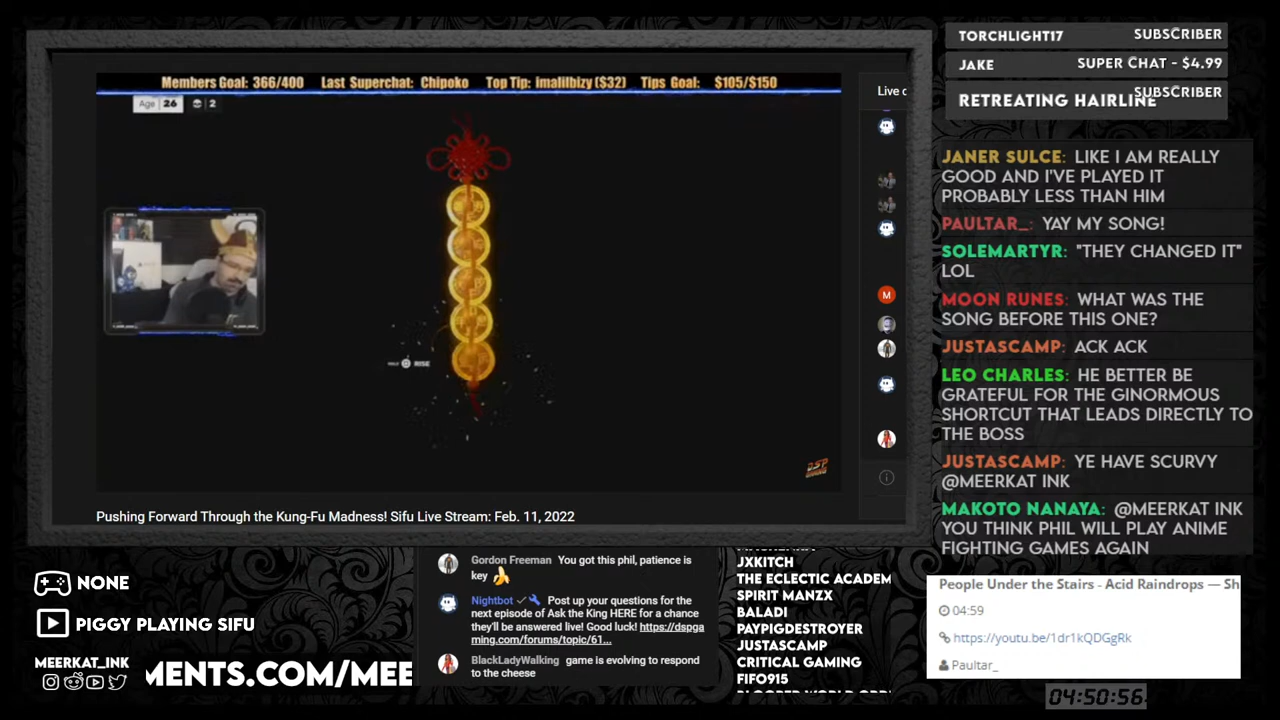 Members Goal: 366/400 Last Superchat: Chipoko Top Tip: imalilbizy ($32) Tips Goal: $105/$150
Age 26 2
Live c
RISE
DSP GAMING
Pushing Forward Through the Kung-Fu Madness! Sifu Live Stream: Feb. 11, 2022
TORCHLIGHT17 SUBSCRIBER
JAKE SUPER CHAT - $4.99
RETREATING HAIRLINE SUBSCRIBER
JANER SULCE: LIKE I AM REALLY
GOOD AND I'VE PLAYED IT
PROBABLY LESS THAN HIM
PAULTAR_: YAY MY SONG!
SOLEMARTYR: "THEY CHANGED IT"
LOL
MOON RUNES: WHAT WAS THE
SONG BEFORE THIS ONE?
JUSTASCAMP: ACK ACK
LEO CHARLES: HE BETTER BE
GRATEFUL FOR THE GINORMOUS
SHORTCUT THAT LEADS DIRECTLY TO
THE BOSS
JUSTASCAMP: YE HAVE SCURVY
@MEERKAT INK
MAKOTO NANAYA: @MEERKAT INK
YOU THINK PHIL WILL PLAY ANIME
FIGHTING GAMES AGAIN
NONE
PIGGY PLAYING SIFU
MEERKAT_INK
MENTS.COM/MEE
Gordon Freeman You got this phil, patience is
key
Nightbot Post up your questions for the
next episode of Ask the King HERE for a chance
they'll be answered live! Good luck! https://dspga
ming.com/forums/topic/61...
BlackLadyWalking game is evolving to respond
to the cheese
JXKITCH
THE ECLECTIC ACADEM
SPIRIT MANZX
BALADI
PAYPIGDESTROYER
JUSTASCAMP
CRITICAL GAMING
FIFO915
People Under the Stairs - Acid Raindrops — Sh
04:59
https://youtu.be/1dr1kQDGgRk
Paultar_
04:50:56